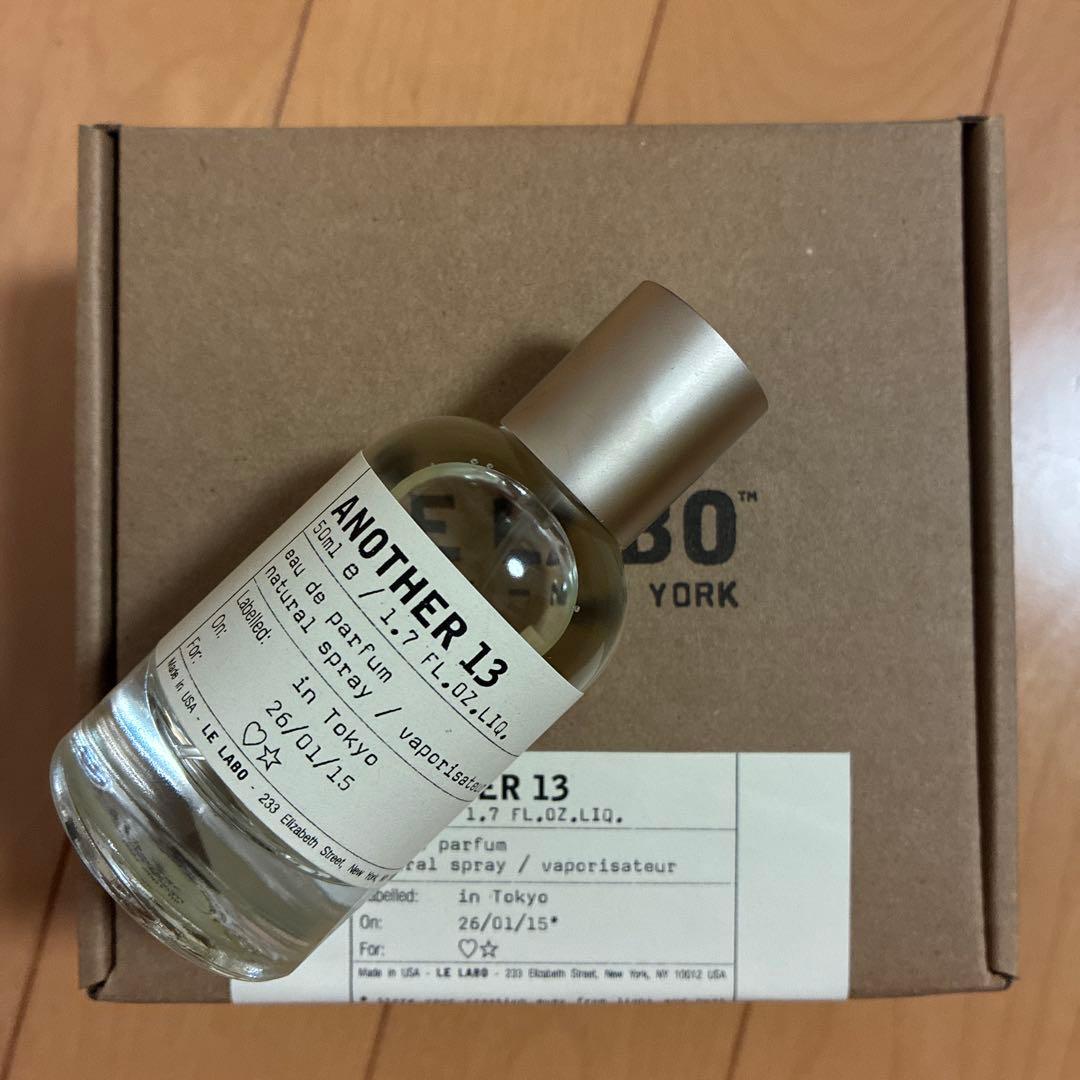 ANOTHER 13
50ml e / 1.7 FL.OZ.LIQ.
eau de parfum
natural spray / vaporisateur
Labelled: in Tokyo
On: 26/01/15
For: ♡☆
Made in USA - LE LABO - 233 Elizabeth Street, New York
E LABO™
YORK
ER 13
1.7 FL.OZ.LIQ.
parfum
ral spray / vaporisateur
abelled: in Tokyo
On: 26/01/15*
For: ♡☆
Made in USA - LE LABO - 233 Elizabeth Street, New York, NY 10012 USA